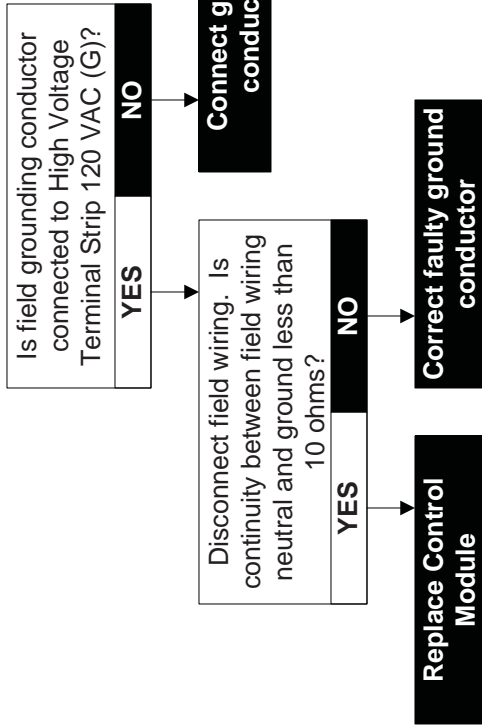 Is field grounding conductor
connected to High Voltage
Terminal Strip 120 VAC (G)?
YES
NO
Connect g
conduc
Disconnect field wiring. Is
continuity between field wiring
neutral and ground less than
10 ohms?
YES
NO
Replace Control
Module
Correct faulty ground
conductor